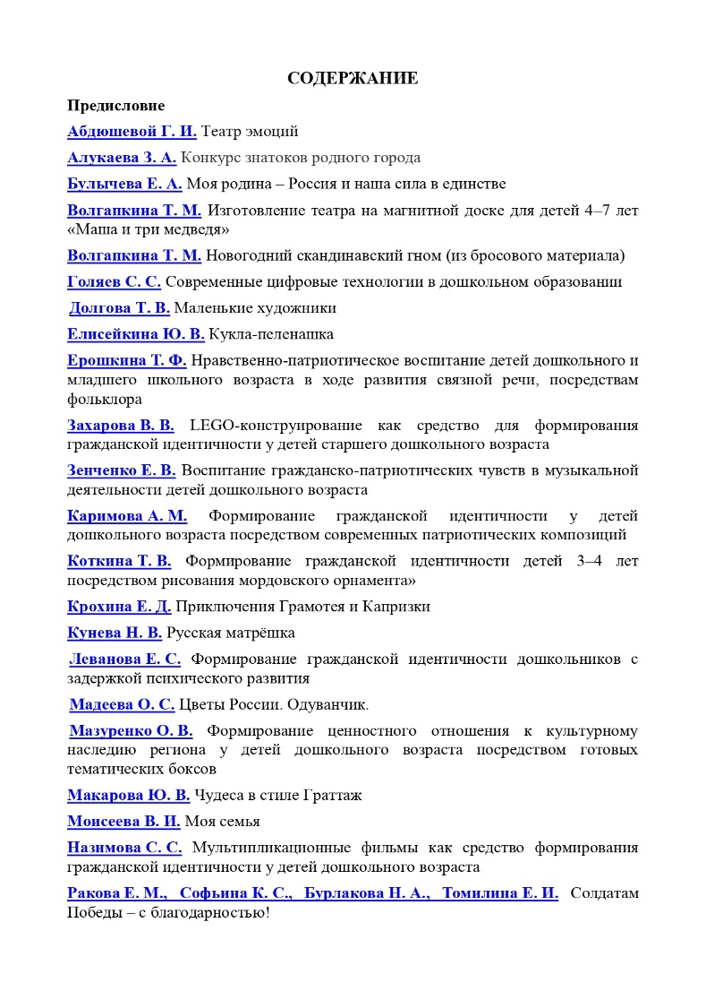 СОДЕРЖАНИЕ
Предисловие
Абдюшевой Г. И. Театр эмоций
Алукаева З. А. Конкурс знатоков родного города
Булычева Е. А. Моя родина – Россия и наша сила в единстве
Волгапкина Т. М. Изготовление театра на магнитной доске для детей 4–7 лет
«Маша и три медведя»
Волгапкина Т. М. Новогодний скандинавский гном (из бросового материала)
Голяев С. С. Современные цифровые технологии в дошкольном образовании
Долгова Т. В. Маленькие художники
Елисейкина Ю. В. Кукла-пеленашка
Ерошкина Т. Ф. Нравственно-патриотическое воспитание детей дошкольного и
младшего школьного возраста в ходе развития связной речи, посредствам
фольклора
Захарова В. В. LEGO-конструирование как средство для формирования
гражданской идентичности у детей старшего дошкольного возраста
Зенченко Е. В. Воспитание гражданско-патриотических чувств в музыкальной
деятельности детей дошкольного возраста
Каримова А. М. Формирование гражданской идентичности у детей
дошкольного возраста посредством современных патриотических композиций
Коткина Т. В. Формирование гражданской идентичности детей 3–4 лет
посредством рисования мордовского орнамента»
Крохина Е. Д. Приключения Грамотея и Капризки
Кунева Н. В. Русская матрёшка
Леванова Е. С. Формирование гражданской идентичности дошкольников с
задержкой психического развития
Мадеева О. С. Цветы России. Одуванчик.
Мазуренко О. В. Формирование ценностного отношения к культурному
наследию региона у детей дошкольного возраста посредством готовых
тематических боксов
Макарова Ю. В. Чудеса в стиле Граттаж
Моисеева В. И. Моя семья
Назимова С. С. Мультипликационные фильмы как средство формирования
гражданской идентичности у детей дошкольного возраста
Ракова Е. М., Софьина К. С., Бурлакова Н. А., Томилина Е. И. Солдатам
Победы – с благодарностью!